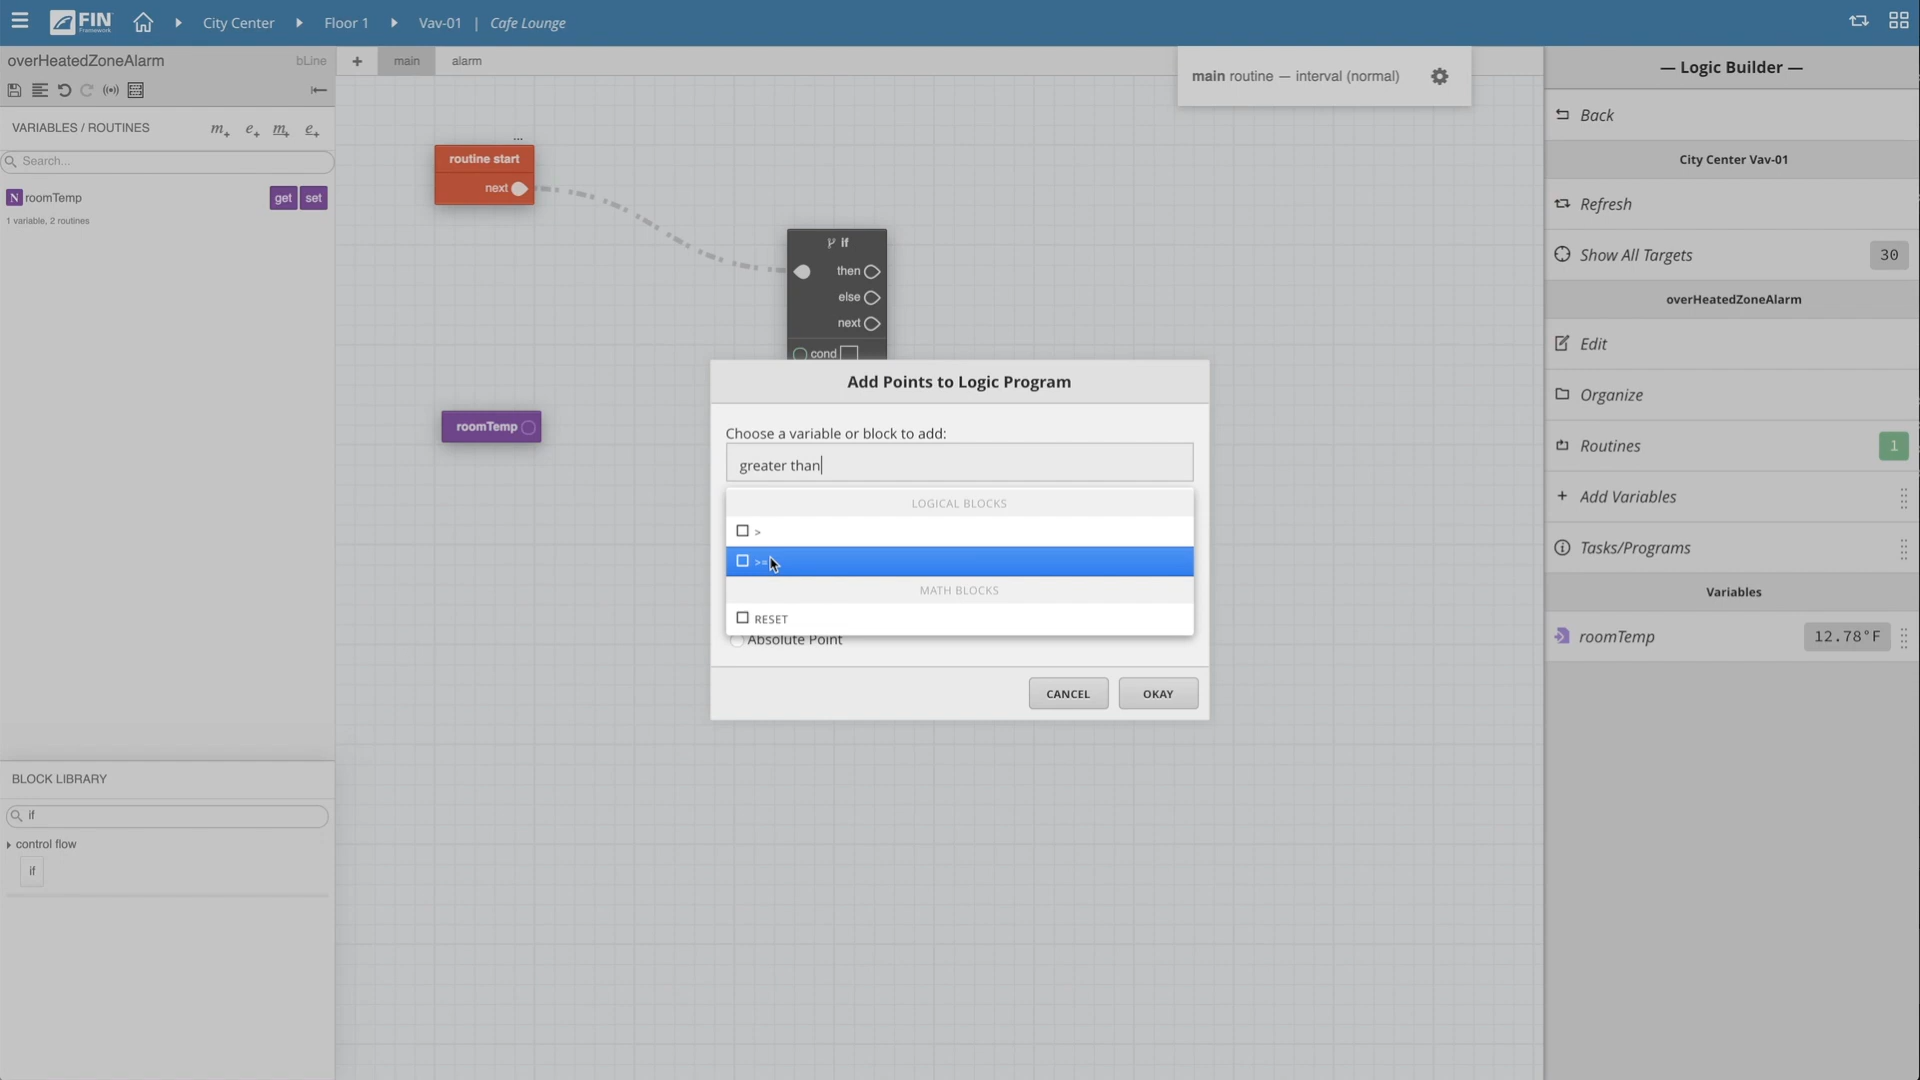 FIN
Framework
City Center
Floor 1
Vav-01 | Cafe Lounge
overHeatedZoneAlarm
bLine
+
main
alarm
main routine — interval (normal)
VARIABLES / ROUTINES
m+
e+
m+
e+
Search...
N roomTemp
get
set
1 variable, 2 routines
...
routine start
next
if
then
else
next
cond
roomTemp
Add Points to Logic Program
Choose a variable or block to add:
greater than
LOGICAL BLOCKS
>
>=
MATH BLOCKS
RESET
Absolute Point
CANCEL
OKAY
BLOCK LIBRARY
if
control flow
if
— Logic Builder —
Back
City Center Vav-01
Refresh
Show All Targets
30
overHeatedZoneAlarm
Edit
Organize
Routines
1
+ Add Variables
Tasks/Programs
Variables
roomTemp
12.78°F